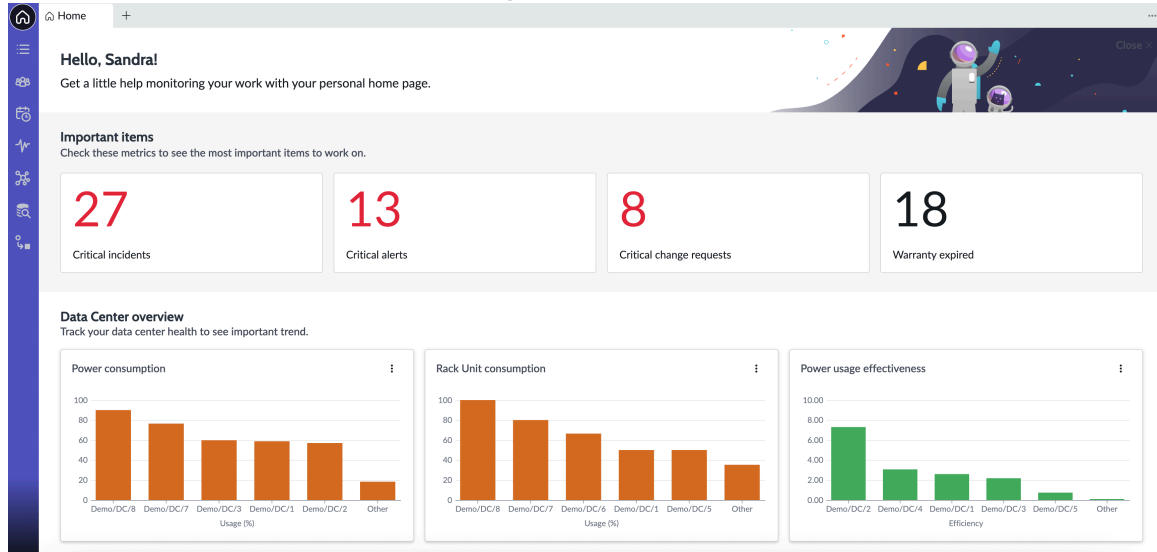 Home
Close
Hello, Sandra!
Get a little help monitoring your work with your personal home page.
Important items
Check these metrics to see the most important items to work on.
27
13
8
18
Critical incidents
Critical alerts
Critical change requests
Warranty expired
Data Center overview
Track your data center health to see important trend.
Power consumption
100
80
60
40
20
0
Demo/DC/8 Demo/DC/7 Demo/DC/3 Demo/DC/1 Demo/DC/2 Other
Usage (%)
Rack Unit consumption
100
80
60
40
20
0
Demo/DC/8 Demo/DC/7 Demo/DC/6 Demo/DC/1 Demo/DC/5 Other
Usage (%)
Power usage effectiveness
10.00
8.00
6.00
4.00
2.00
0.00
Demo/DC/2 Demo/DC/4 Demo/DC/1 Demo/DC/3 Demo/DC/5 Other
Efficiency